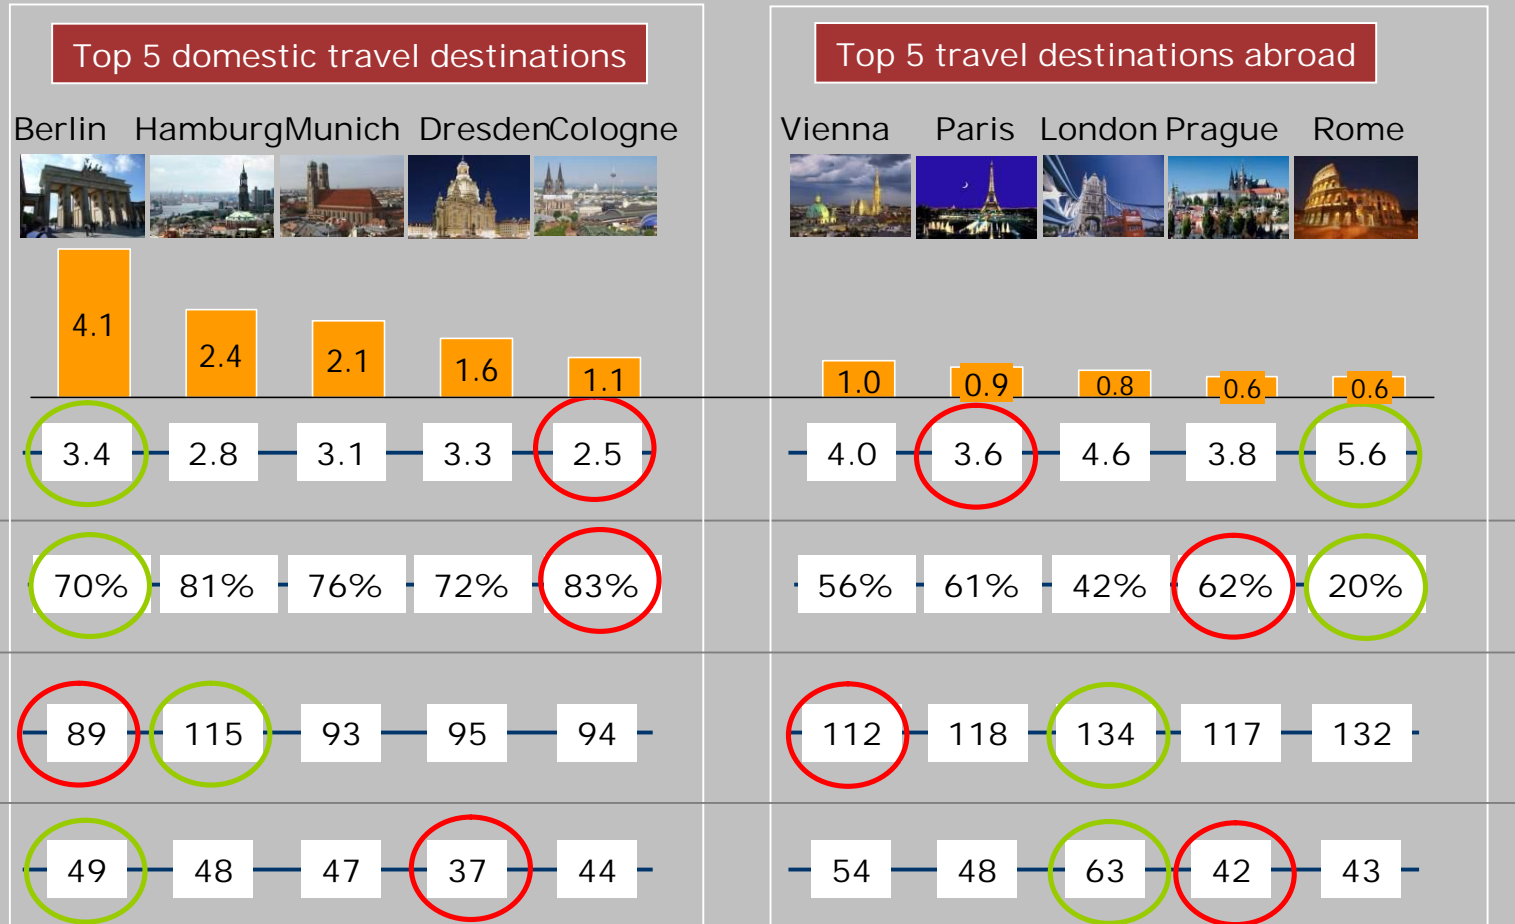 Top 5 domestic travel destinations
Top 5 travel destinations abroad
Berlin Hamburg Munich Dresden Cologne
Vienna Paris London Prague Rome
4.1 2.4 2.1 1.6 1.1
1.0 0.9 0.8 0.6 0.6
3.4 2.8 3.1 3.3 2.5
4.0 3.6 4.6 3.8 5.6
70% 81% 76% 72% 83%
56% 61% 42% 62% 20%
89 115 93 95 94
112 118 134 117 132
49 48 47 37 44
54 48 63 42 43